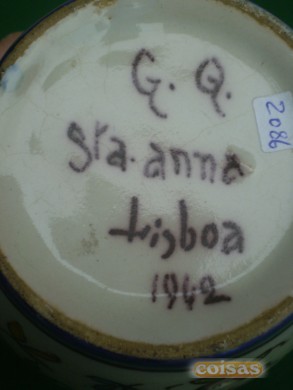 G. Q.
Sta. anna
Lisboa
1942
2086
coisas